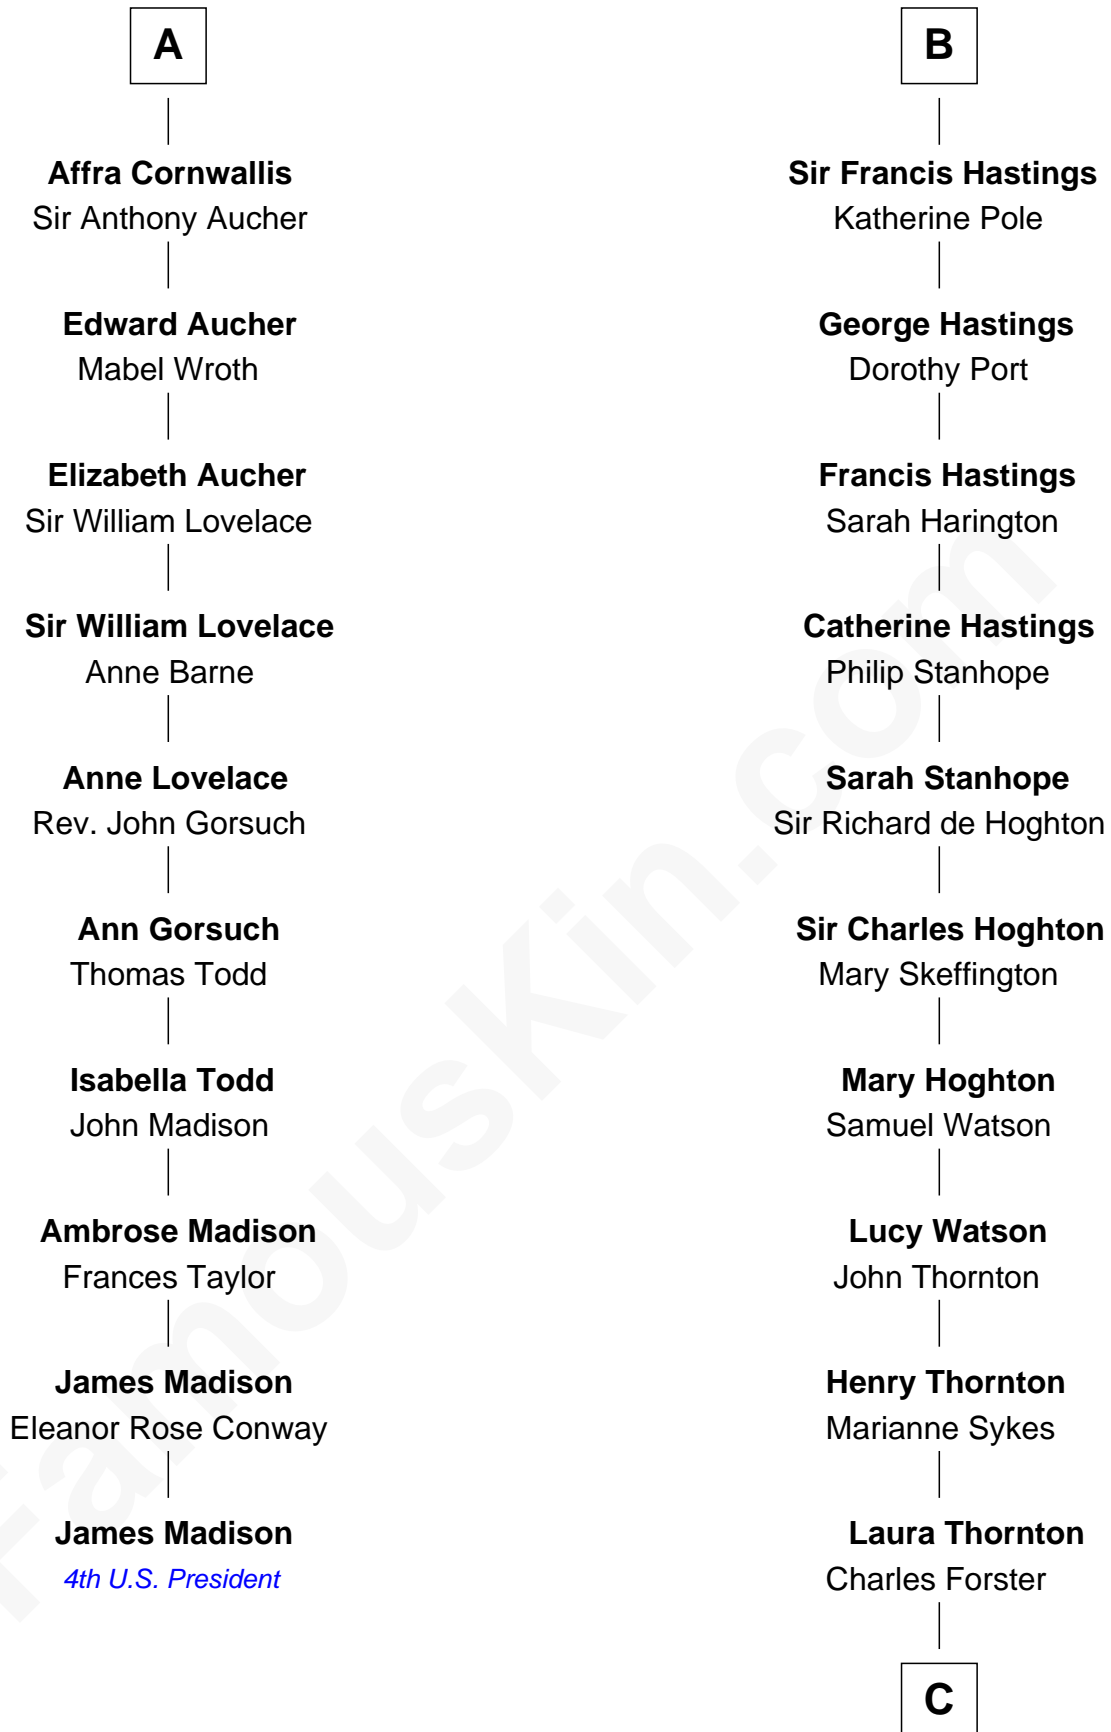 A
Affra Cornwallis
Sir Anthony Aucher
Edward Aucher
Mabel Wroth
Elizabeth Aucher
Sir William Lovelace
Sir William Lovelace
Anne Barne
Anne Lovelace
Rev. John Gorsuch
Ann Gorsuch
Thomas Todd
Isabella Todd
John Madison
Ambrose Madison
Frances Taylor
James Madison
Eleanor Rose Conway
James Madison
4th U.S. President
B
Sir Francis Hastings
Katherine Pole
George Hastings
Dorothy Port
Francis Hastings
Sarah Harington
Catherine Hastings
Philip Stanhope
Sarah Stanhope
Sir Richard de Hoghton
Sir Charles Hoghton
Mary Skeffington
Mary Hoghton
Samuel Watson
Lucy Watson
John Thornton
Henry Thornton
Marianne Sykes
Laura Thornton
Charles Forster
C
FamousKin.com